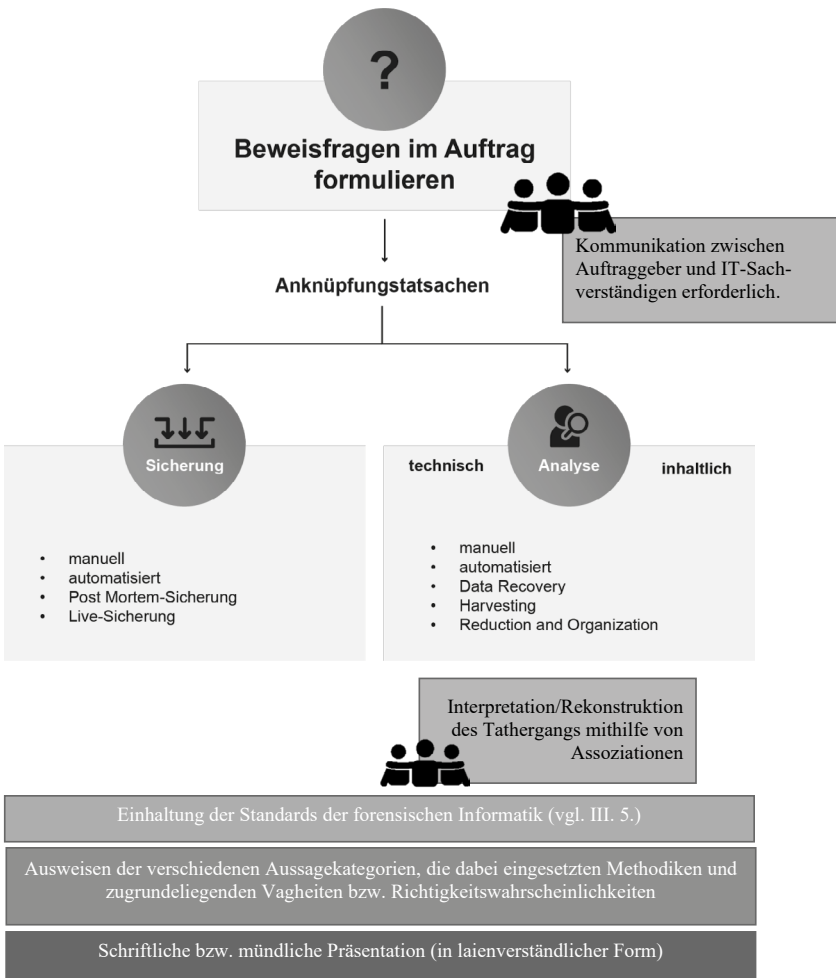 ?
Beweisfragen im Auftrag
formulieren
Kommunikation zwischen
Auftraggeber und IT-Sach-
verständigen erforderlich.
Anknüpfungstatsachen
Sicherung
• manuell
• automatisiert
• Post Mortem-Sicherung
• Live-Sicherung
technisch Analyse inhaltlich
• manuell
• automatisiert
• Data Recovery
• Harvesting
• Reduction and Organization
Interpretation/Rekonstruktion
des Tathergangs mithilfe von
Assoziationen
Einhaltung der Standards der forensischen Informatik (vgl. III. 5.)
Ausweisen der verschiedenen Aussagekategorien, die dabei eingesetzten Methodiken und
zugrundeliegenden Vagheiten bzw. Richtigkeitswahrscheinlichkeiten
Schriftliche bzw. mündliche Präsentation (in laienverständlicher Form)